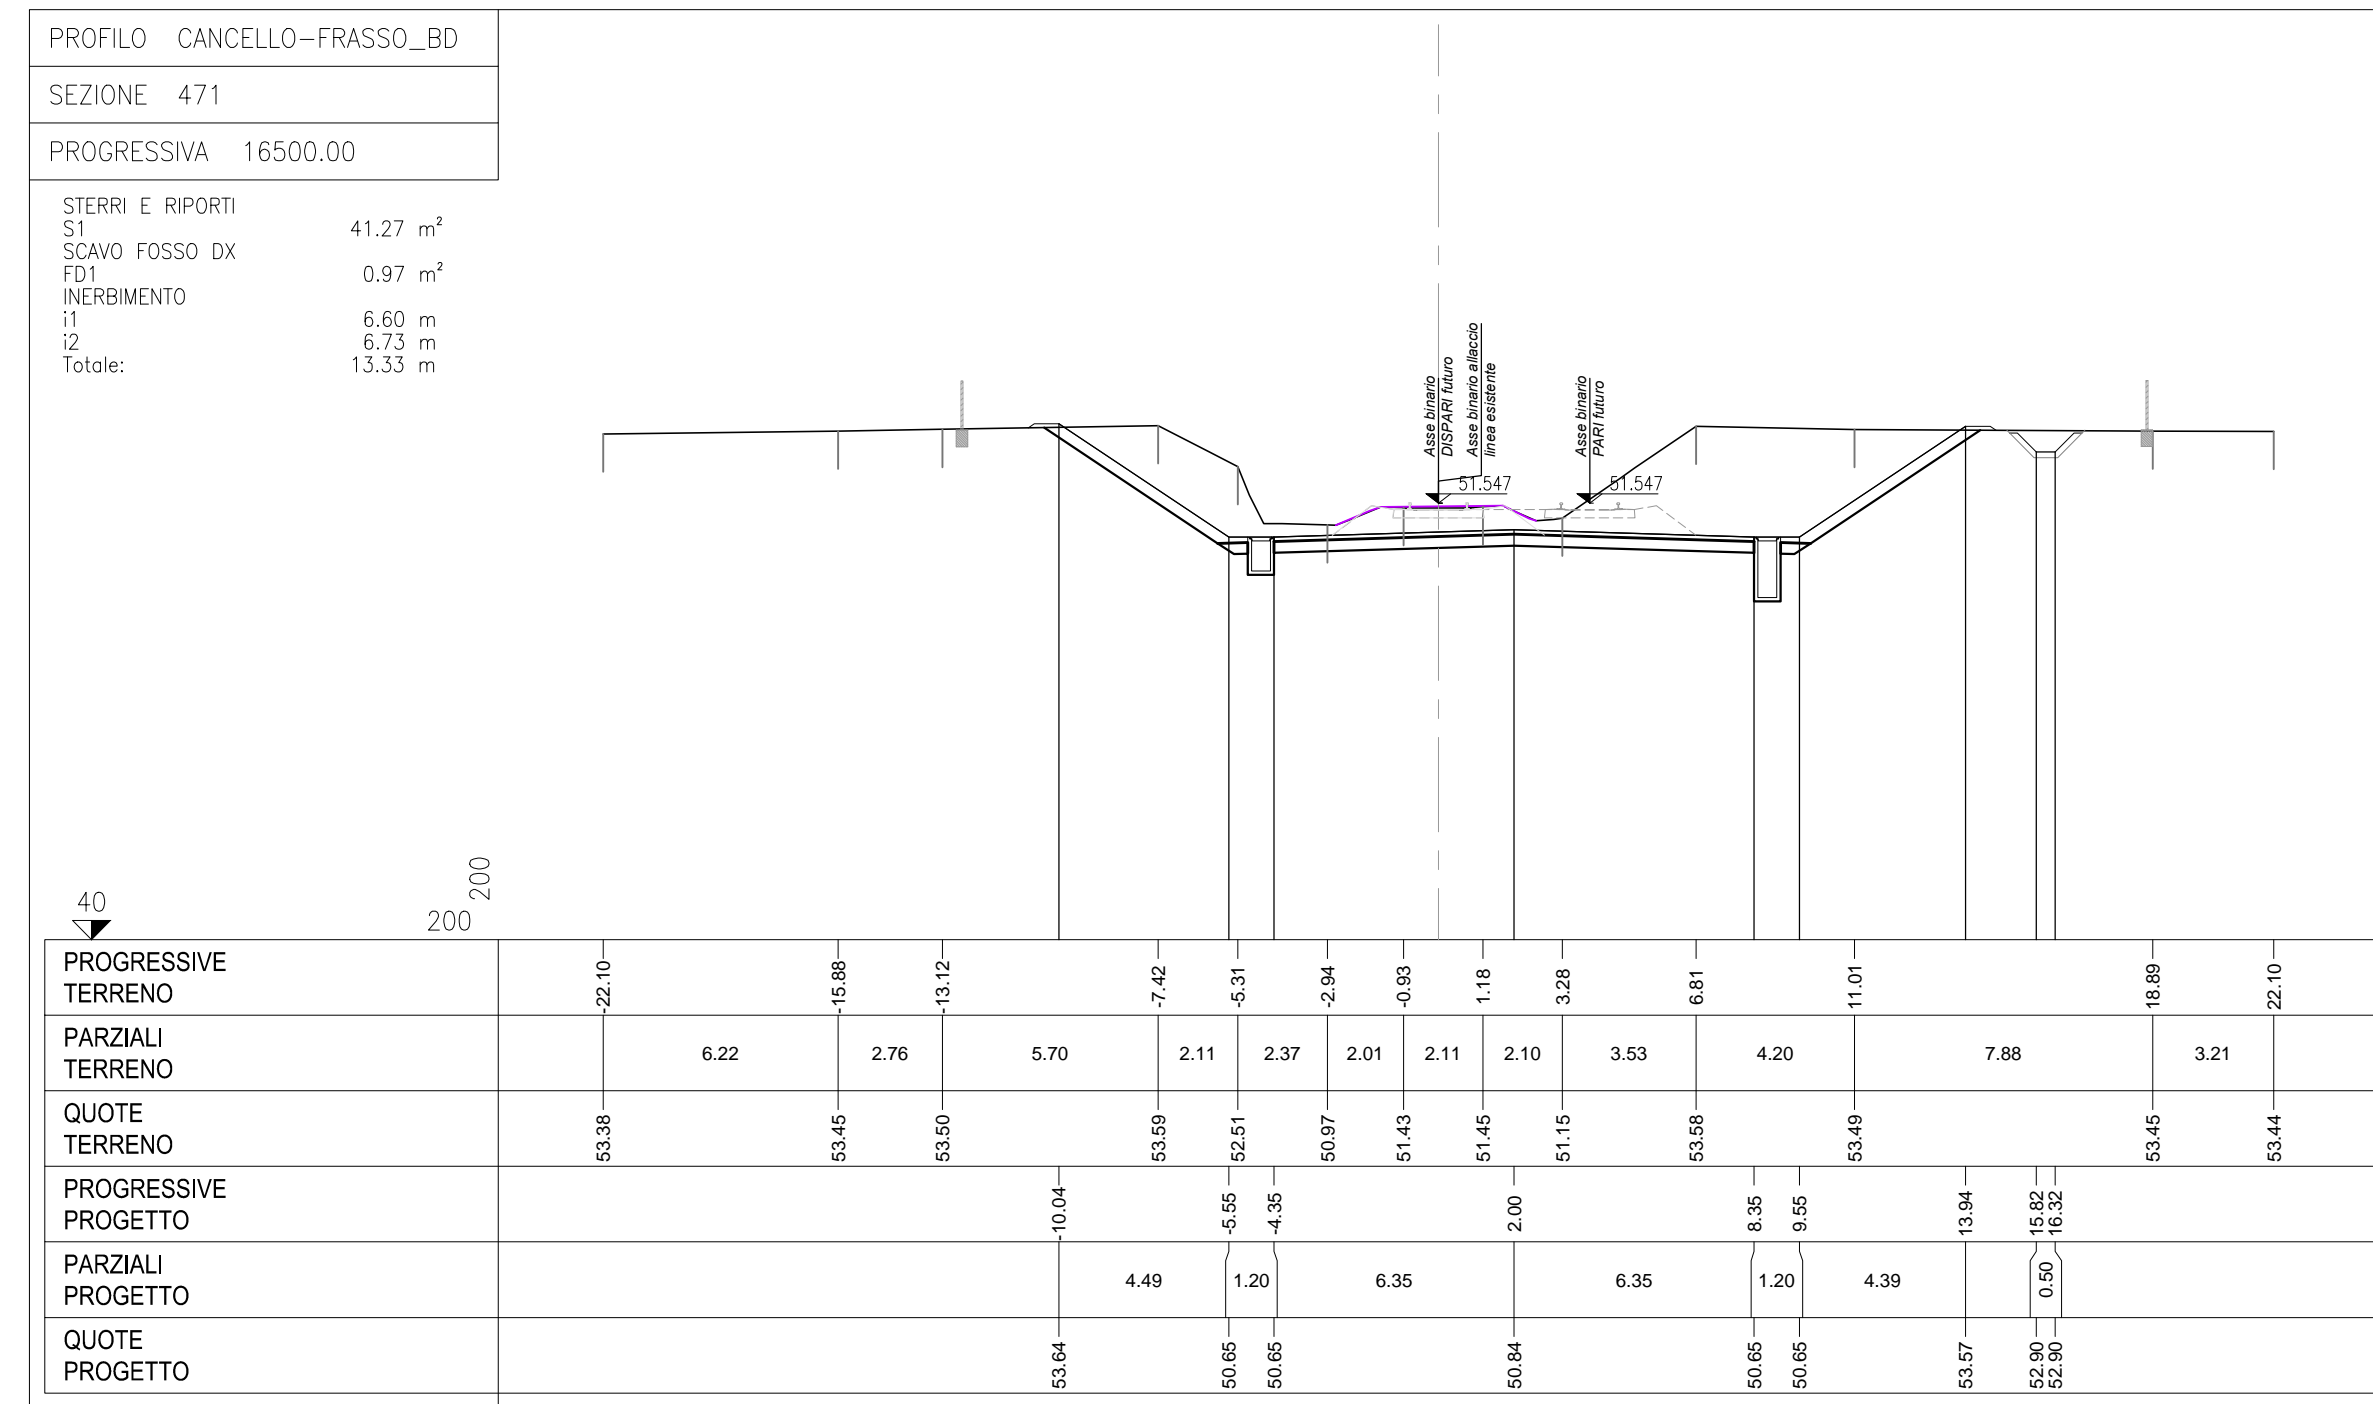 PROFILO CANCELLO-FRASSO_BD
SEZIONE 471
PROGRESSIVA 16500.00
STERRI E RIPORTI
S1 41.27 m²
SCAVO FOSSO DX
FD1 0.97 m²
INERBIMENTO
i1 6.60 m
i2 6.73 m
Totale: 13.33 m
Asse binario
DISPARI futuro
Asse binario allaccio
linea esistente
Asse binario
PARI futuro
51.547
51.547
40
200
200
PROGRESSIVE
TERRENO
-22.10 -15.88 -13.12 -7.42 -5.31 -2.94 -0.93 1.18 3.28 6.81 11.01 18.89 22.10
PARZIALI
TERRENO
6.22 2.76 5.70 2.11 2.37 2.01 2.11 2.10 3.53 4.20 7.88 3.21
QUOTE
TERRENO
53.38 53.45 53.50 53.59 52.51 50.97 51.43 51.45 51.15 53.58 53.49 53.45 53.44
PROGRESSIVE
PROGETTO
-10.04 -5.55 -4.35 2.00 8.35 9.55 13.94 15.82 16.32
PARZIALI
PROGETTO
4.49 1.20 6.35 6.35 1.20 4.39 0.50
QUOTE
PROGETTO
53.64 50.65 50.65 50.84 50.65 50.65 53.57 52.90 52.90